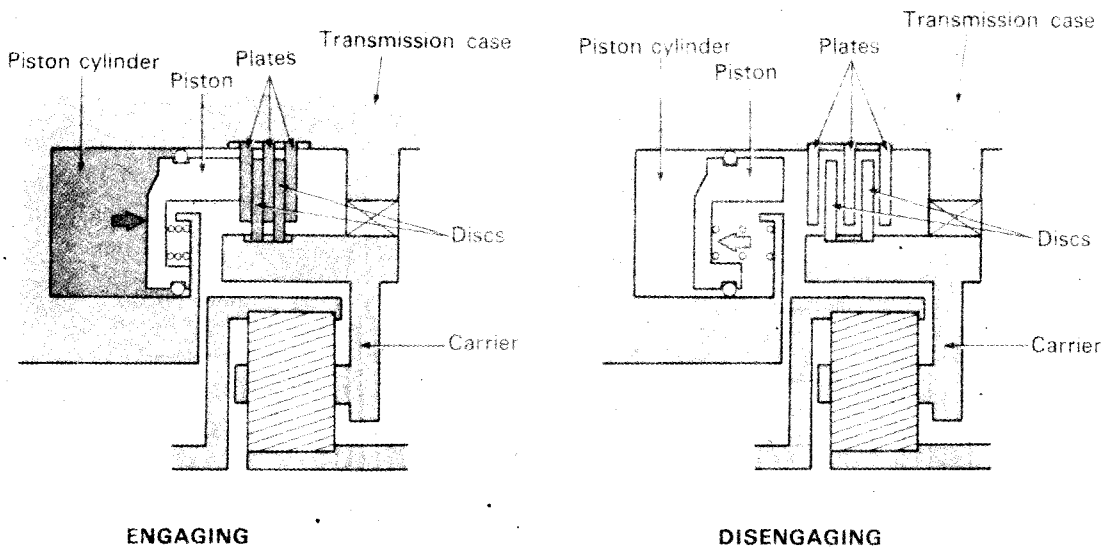 Transmission case
Piston cylinder
Plates
Piston
Discs
Carrier
ENGAGING
Transmission case
Piston cylinder
Plates
Piston
Discs
Carrier
DISENGAGING